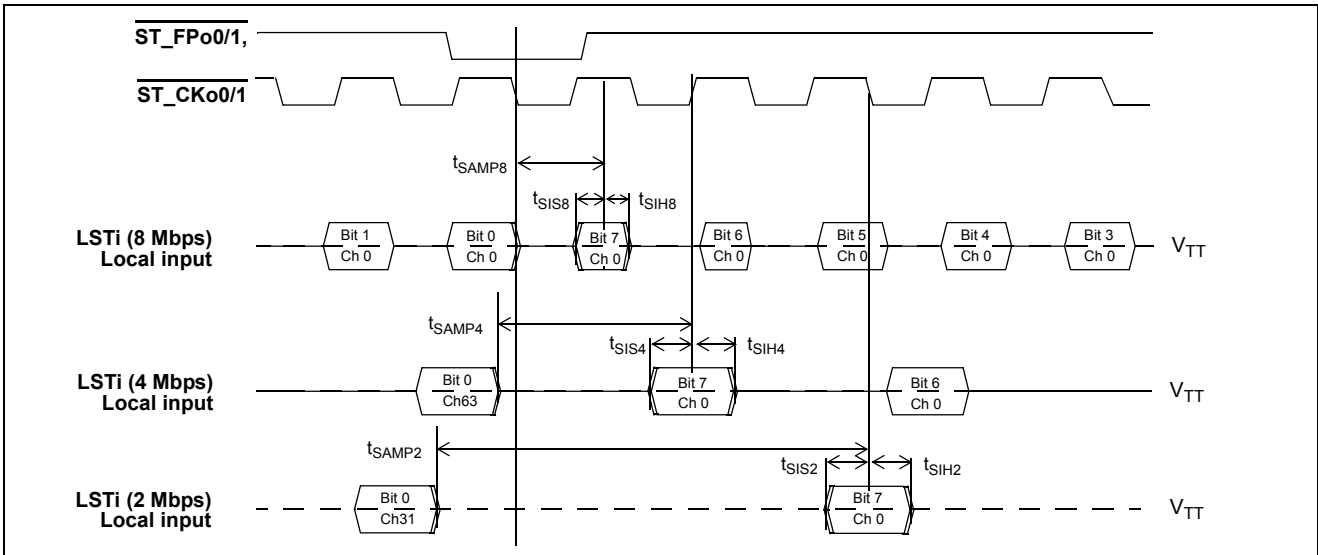 ST_FPo0/1,
ST_CKo0/1
tSAMP8
tSIS8 tSIH8
LSTi (8 Mbps)
Local input
Bit 1 Bit 0 Bit 7 Bit 6 Bit 5 Bit 4 Bit 3
Ch 0 Ch 0 Ch 0 Ch 0 Ch 0 Ch 0 Ch 0
VTT
tSAMP4
tSIS4 tSIH4
LSTi (4 Mbps)
Local input
Bit 0 Bit 7 Bit 6
Ch63 Ch 0 Ch 0
VTT
tSAMP2
tSIS2 tSIH2
LSTi (2 Mbps)
Local input
Bit 0 Bit 7
Ch31 Ch 0
VTT